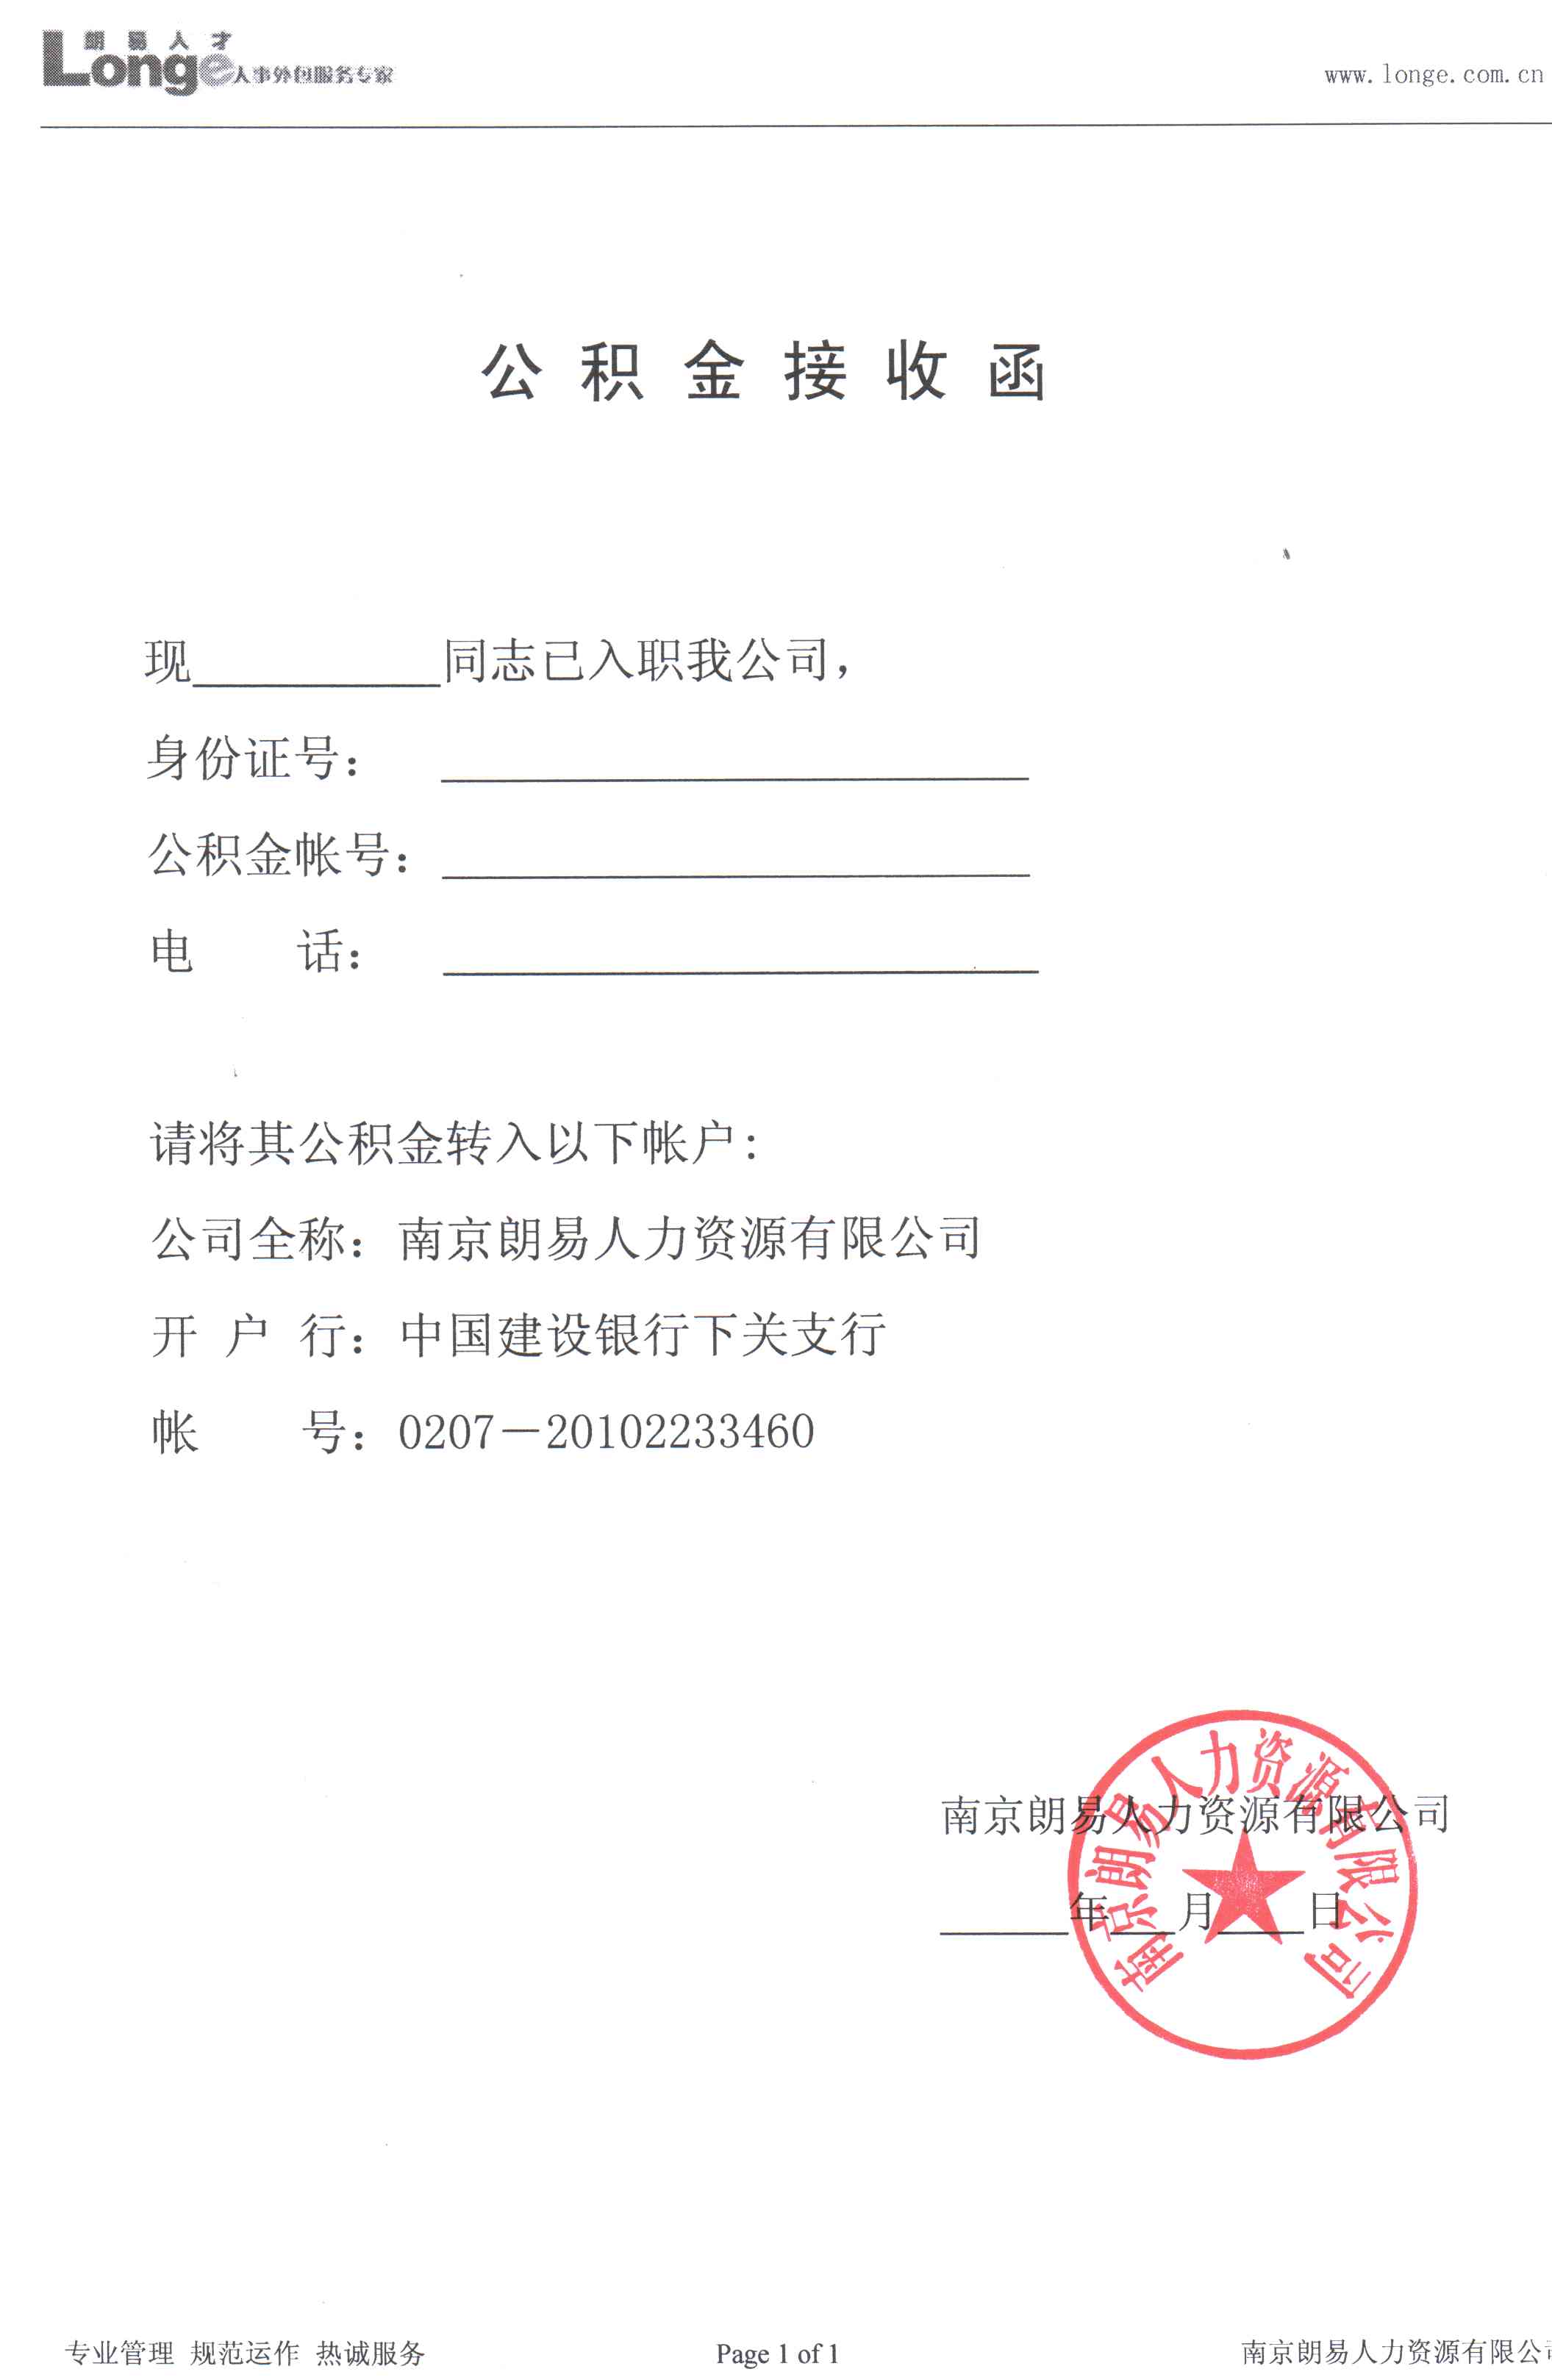 朗易人才
Longe人事外包服务专家
www.longe.com.cn
公积金接收函
现__________同志已入职我公司，
身份证号：
公积金帐号：
电　　话：
请将其公积金转入以下帐户：
公司全称：南京朗易人力资源有限公司
开 户 行：中国建设银行下关支行
帐　　号：0207－20102233460
南京朗易人力资源有限公司
南京朗易人力资源有限公司
_____年___月____日
专业管理 规范运作 热诚服务
Page 1 of 1
南京朗易人力资源有限公司